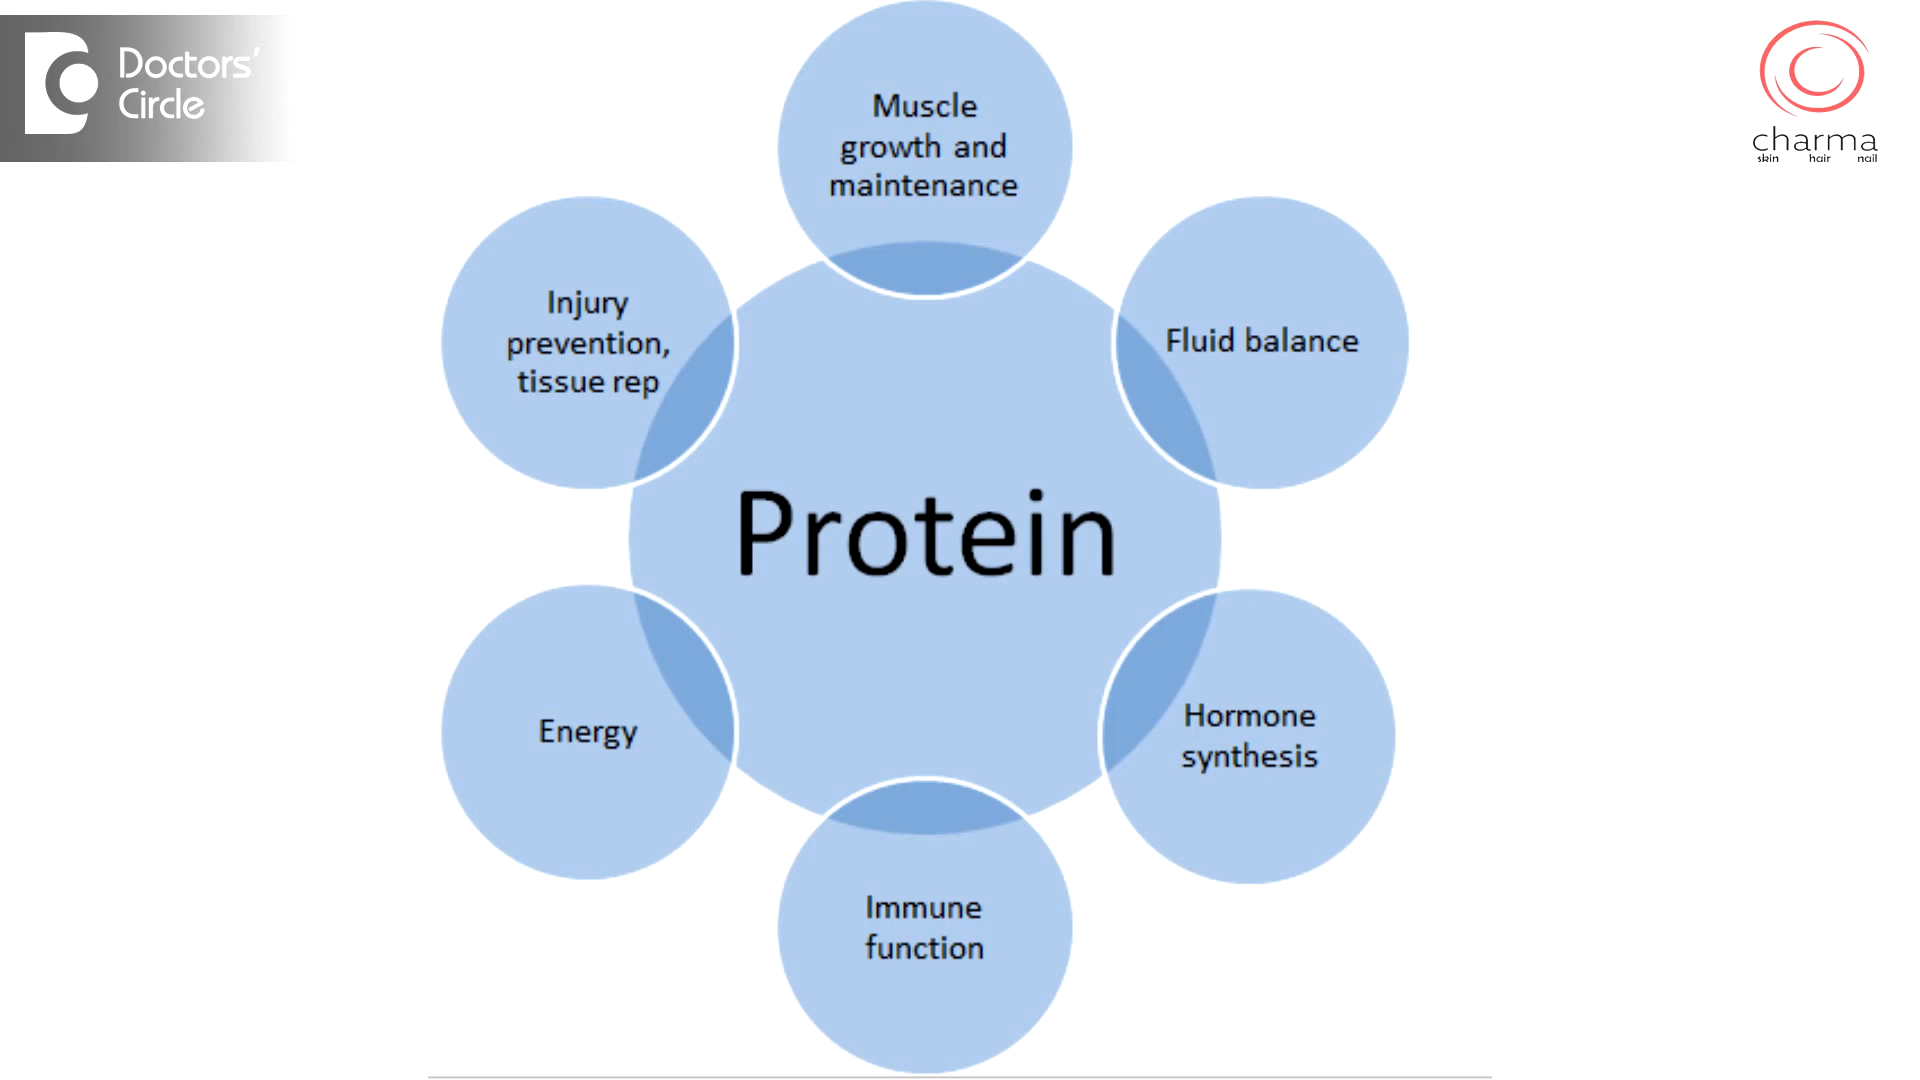 Doctors'
Circle
charma
skin hair nail
Muscle
growth and
maintenance
Injury
prevention,
tissue rep
Fluid balance
Protein
Energy
Hormone
synthesis
Immune
function